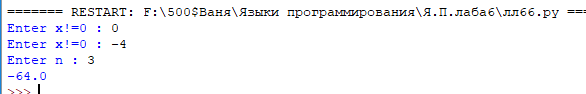 ======= RESTART: F:\500$Ваня\Языки программирования\Я.П.лаба6\лл66.py ===
Enter x!=0 : 0
Enter x!=0 : -4
Enter n : 3
-64.0
>>>